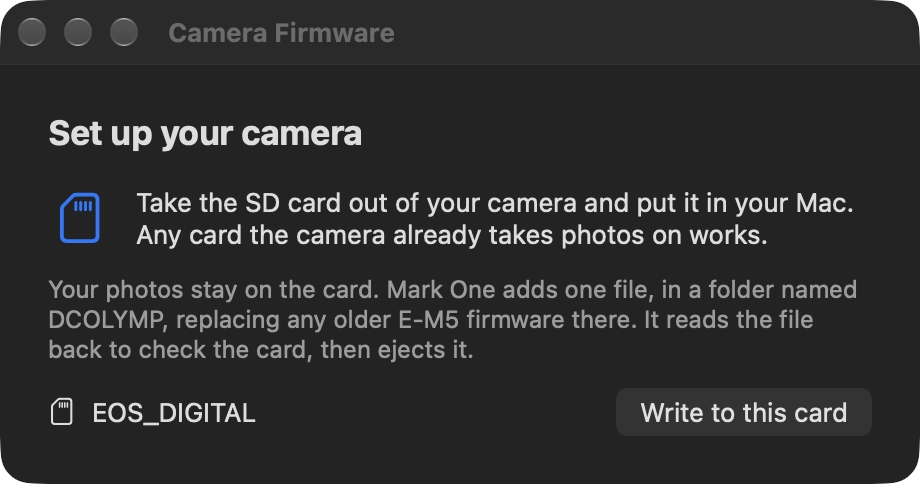 Camera Firmware
Set up your camera
Take the SD card out of your camera and put it in your Mac.
Any card the camera already takes photos on works.
Your photos stay on the card. Mark One adds one file, in a folder named
DCOLYMP, replacing any older E-M5 firmware there. It reads the file
back to check the card, then ejects it.
EOS_DIGITAL
Write to this card